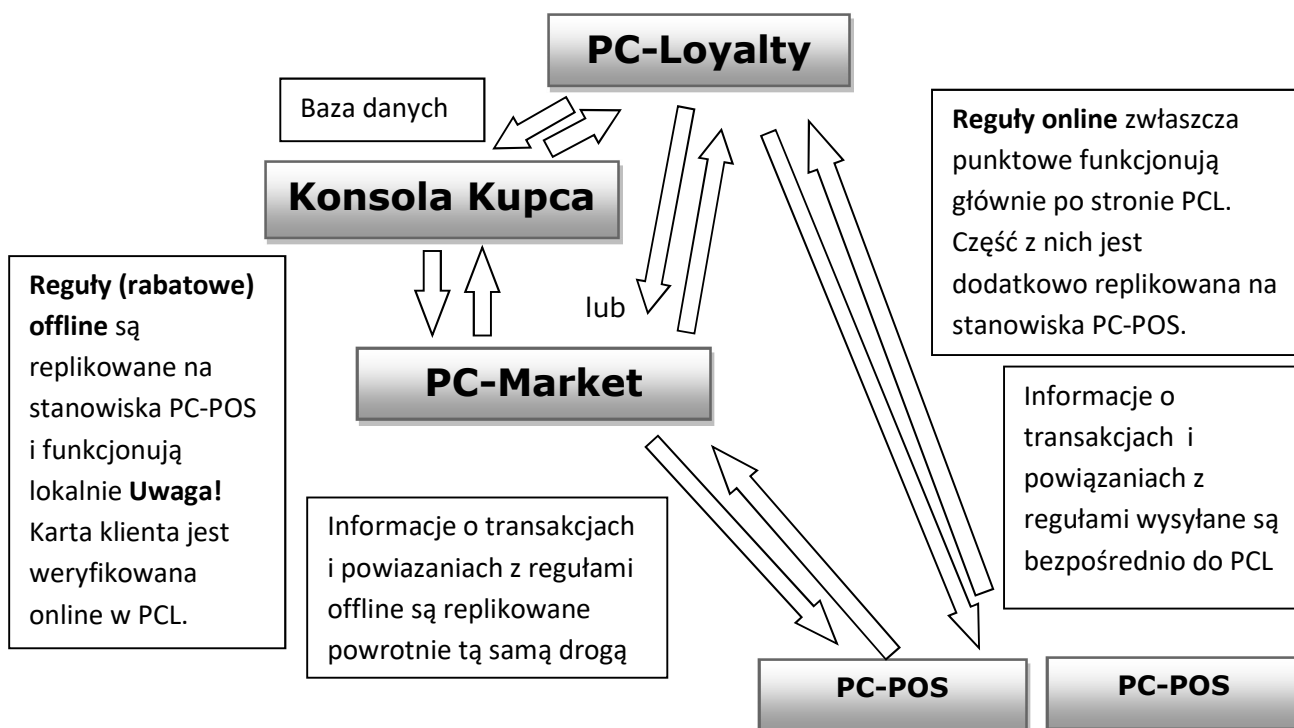 PC-Loyalty
Baza danych
Konsola Kupca
Reguły online zwłaszcza
punktowe funkcjonują
głównie po stronie PCL.
Część z nich jest
dodatkowo replikowana na
stanowiska PC-POS.
Reguły (rabatowe)
offline są
replikowane na
stanowiska PC-POS
i funkcjonują
lokalnie Uwaga!
Karta klienta jest
weryfikowana
online w PCL.
lub
PC-Market
Informacje o
transakcjach i
powiązaniach z
regułami wysyłane są
bezpośrednio do PCL
Informacje o transakcjach
i powiazaniach z regułami
offline są replikowane
powrotnie tą samą drogą
PC-POS
PC-POS